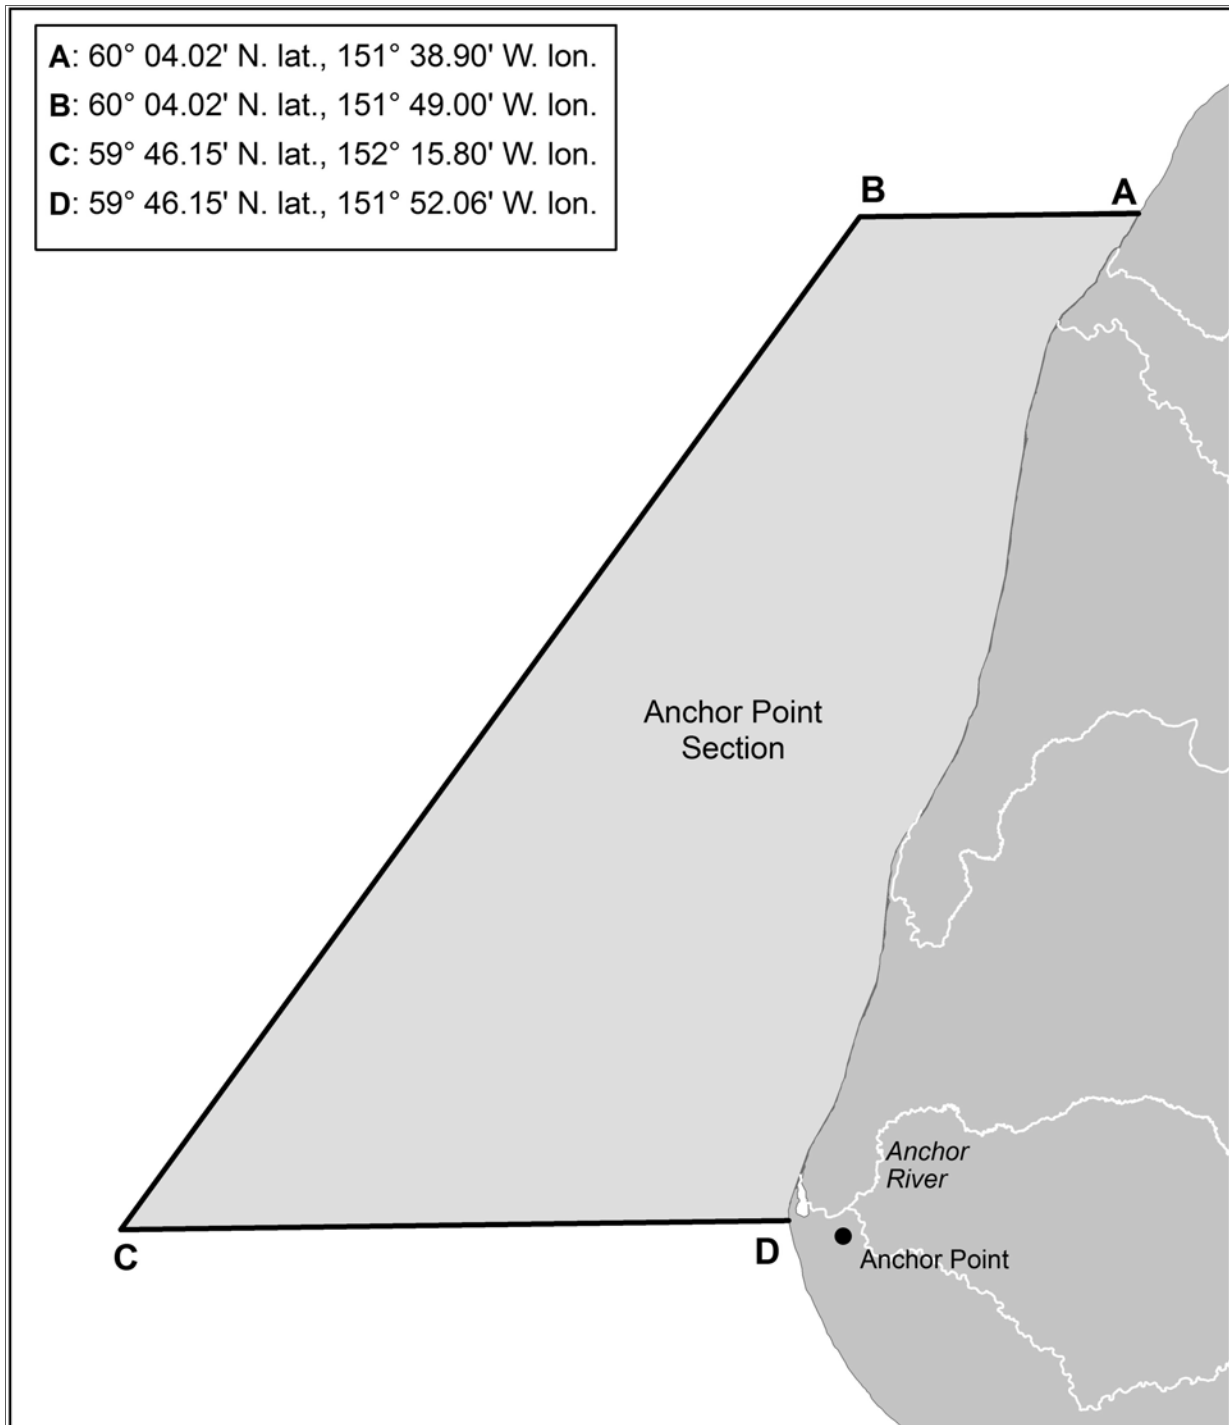 A: 60° 04.02' N. lat., 151° 38.90' W. lon.
B: 60° 04.02' N. lat., 151° 49.00' W. lon.
C: 59° 46.15' N. lat., 152° 15.80' W. lon.
D: 59° 46.15' N. lat., 151° 52.06' W. lon.
B
A
Anchor Point
Section
Anchor
River
C
D
Anchor Point